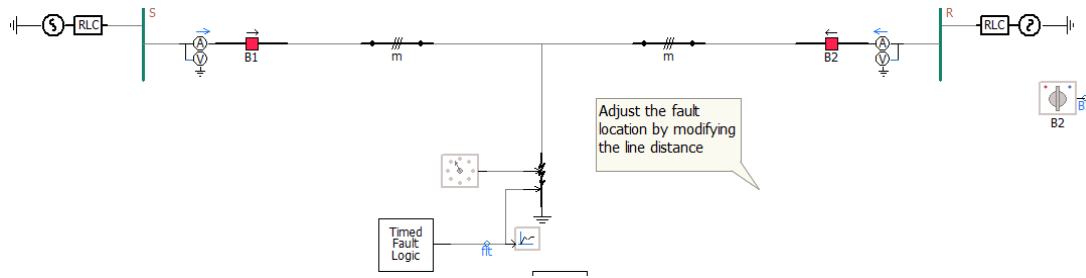 S
R
RLC
RLC
A
V
B1
m
m
B2
A
V
Adjust the fault
location by modifying
the line distance
B2
Timed
Fault
Logic
flt